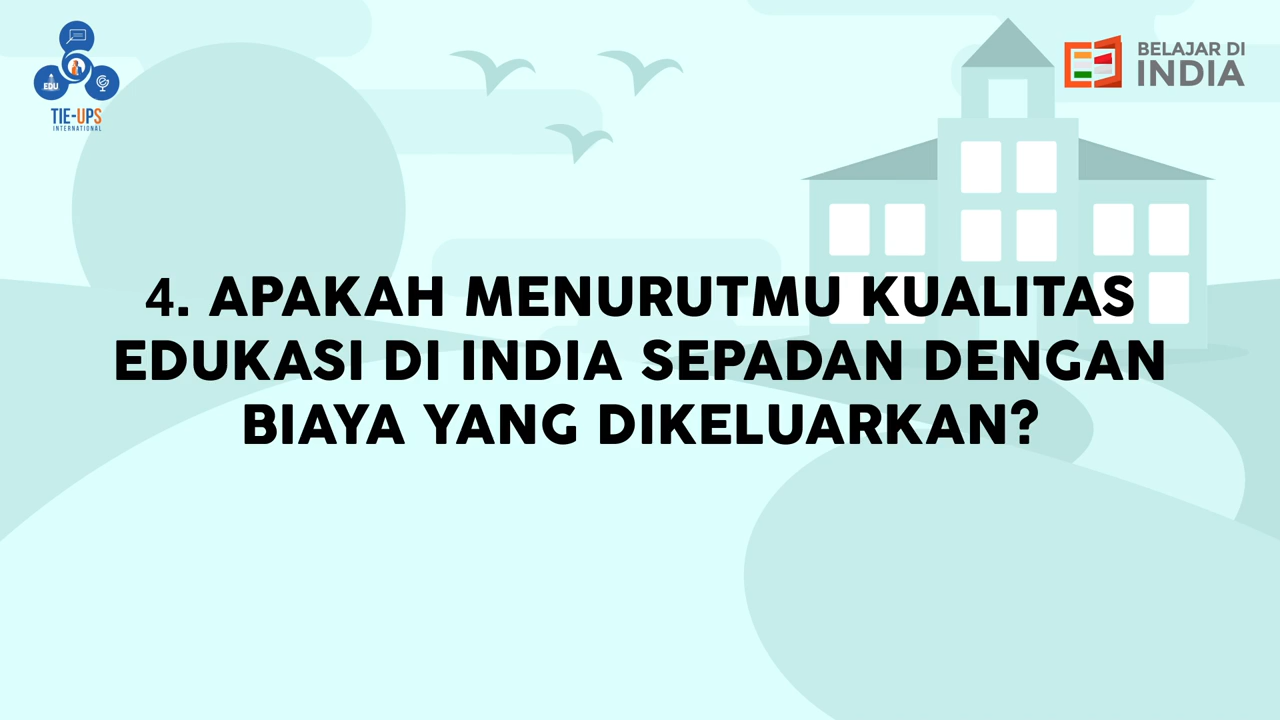 EDU
TIE-UPS
INTERNATIONAL
BELAJAR DI
INDIA
4. APAKAH MENURUTMU KUALITAS
EDUKASI DI INDIA SEPADAN DENGAN
BIAYA YANG DIKELUARKAN?